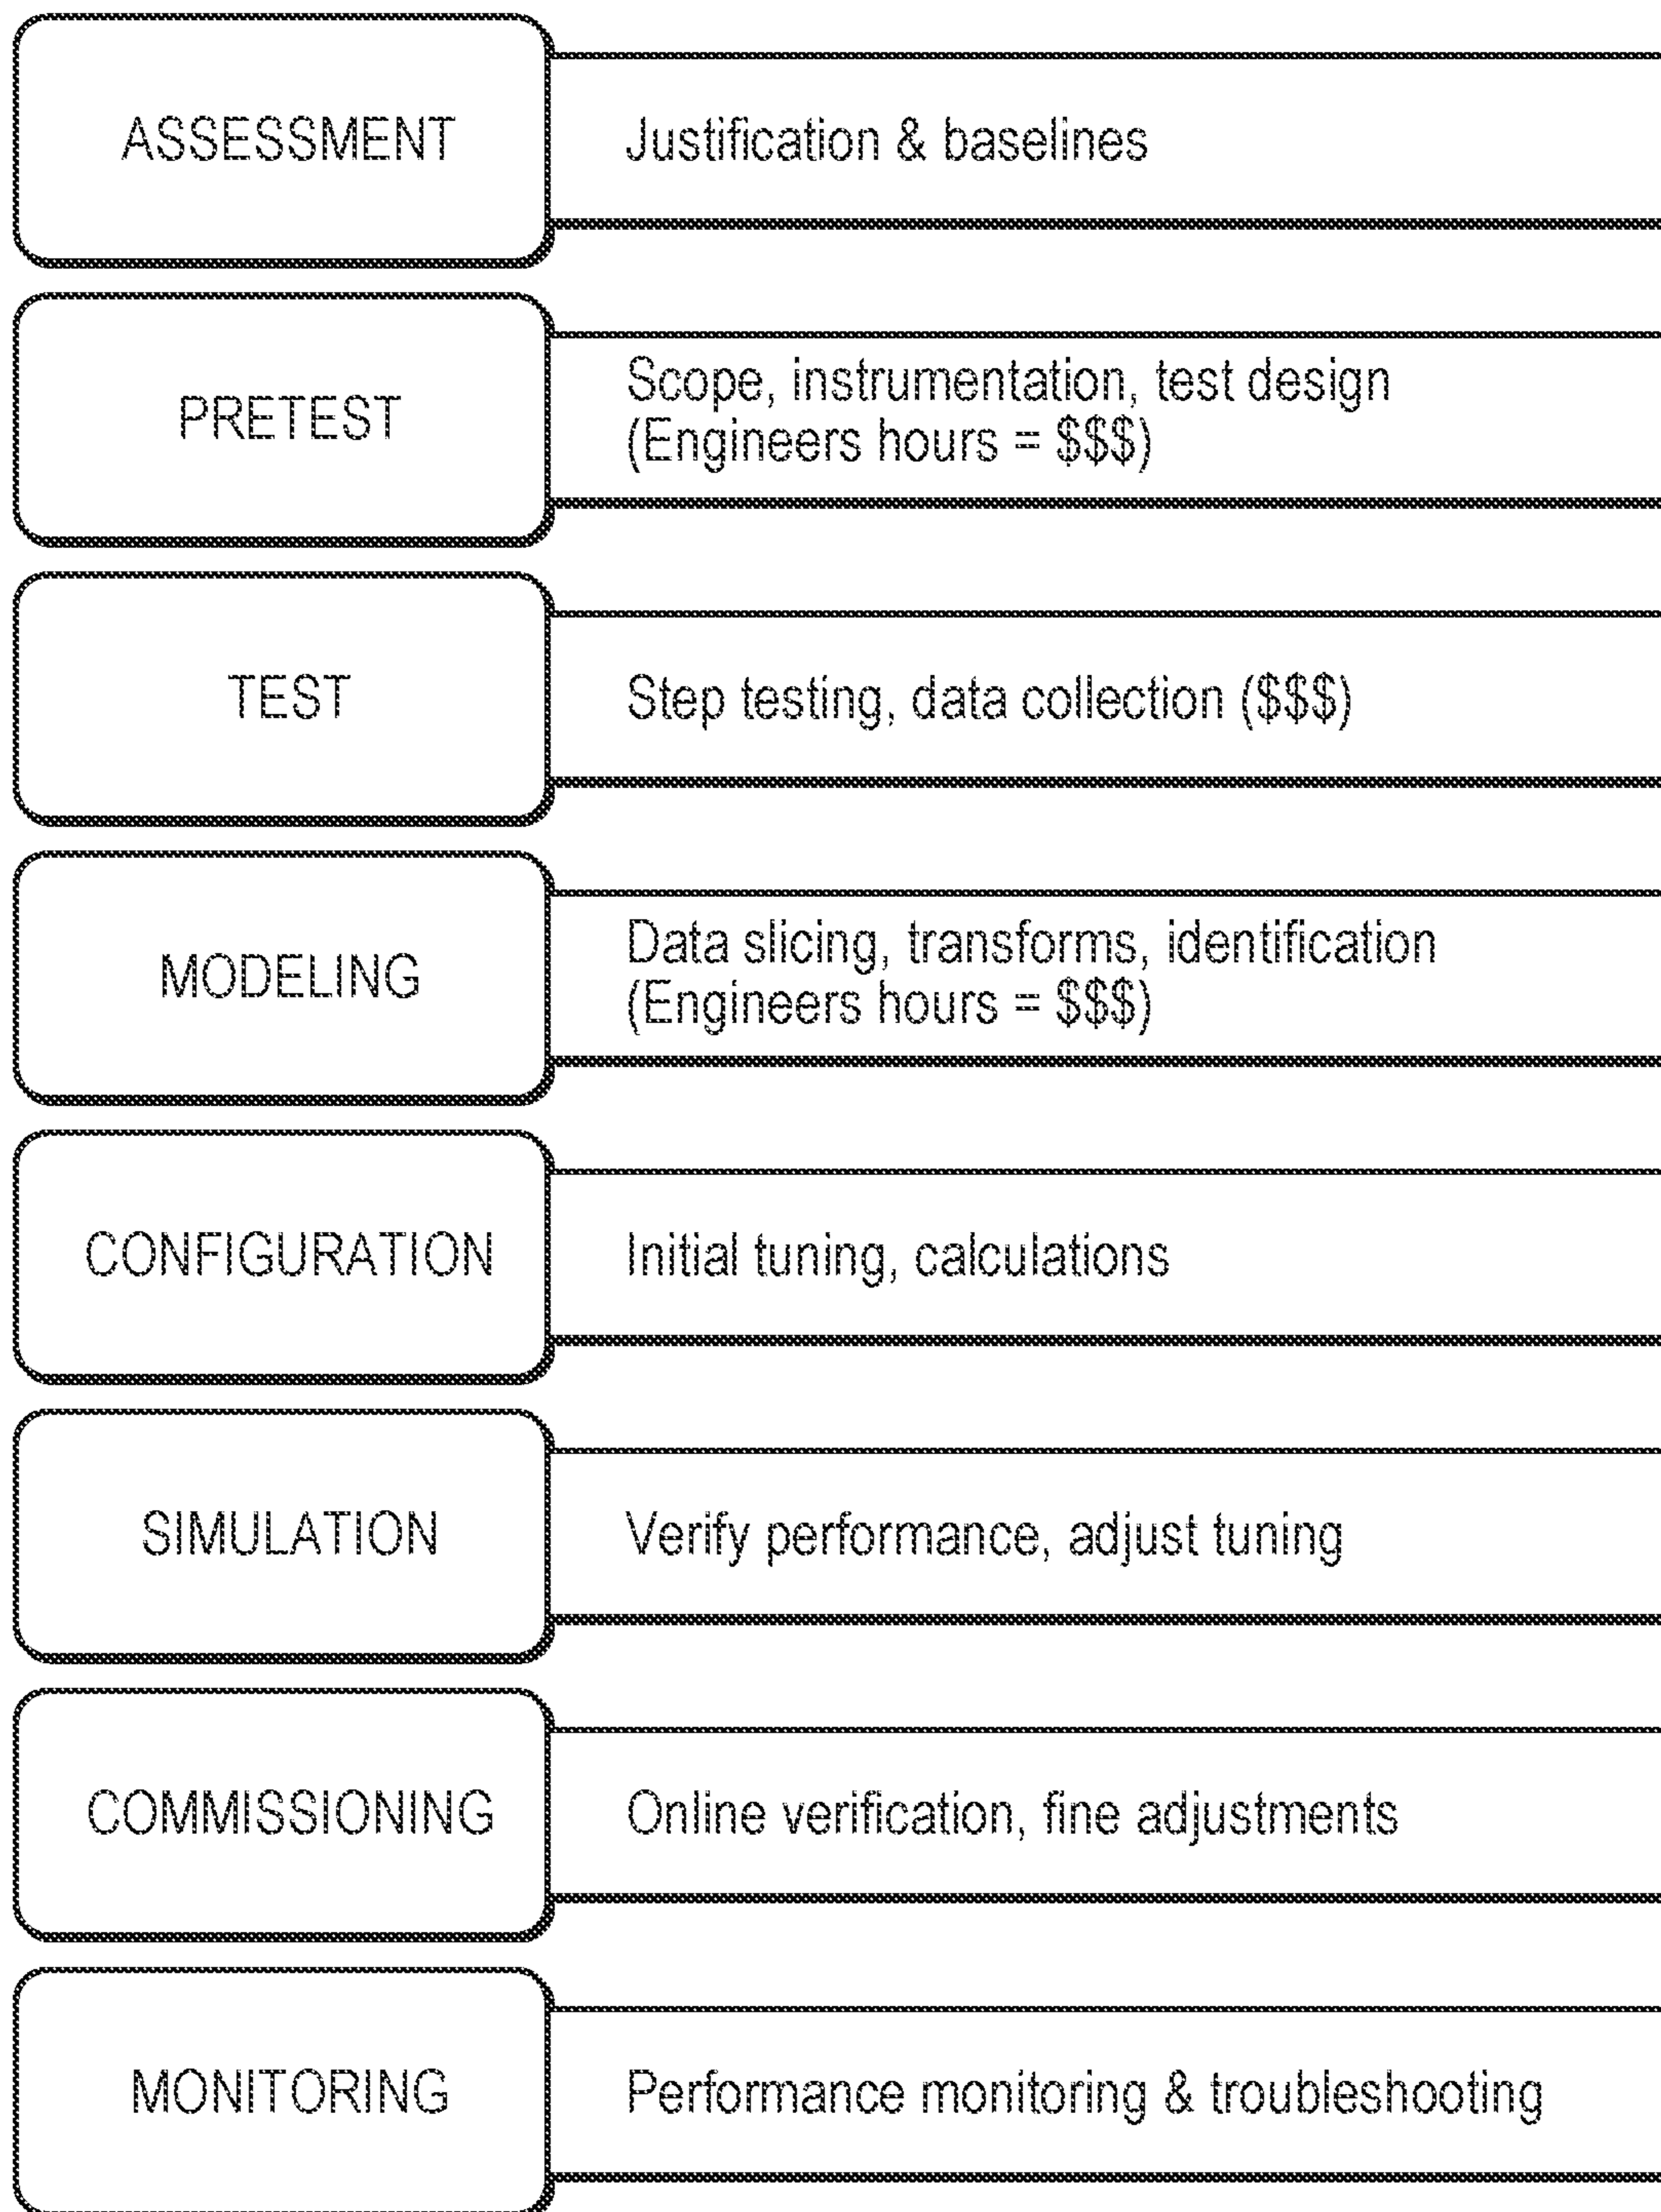 ASSESSMENT
Justification & baselines
PRETEST
Scope, instrumentation, test design
(Engineers hours = $$$)
TEST
Step testing, data collection ($$$)
MODELING
Data slicing, transforms, identification
(Engineers hours = $$$)
CONFIGURATION
Initial tuning, calculations
SIMULATION
Verify performance, adjust tuning
COMMISSIONING
Online verification, fine adjustments
MONITORING
Performance monitoring & troubleshooting